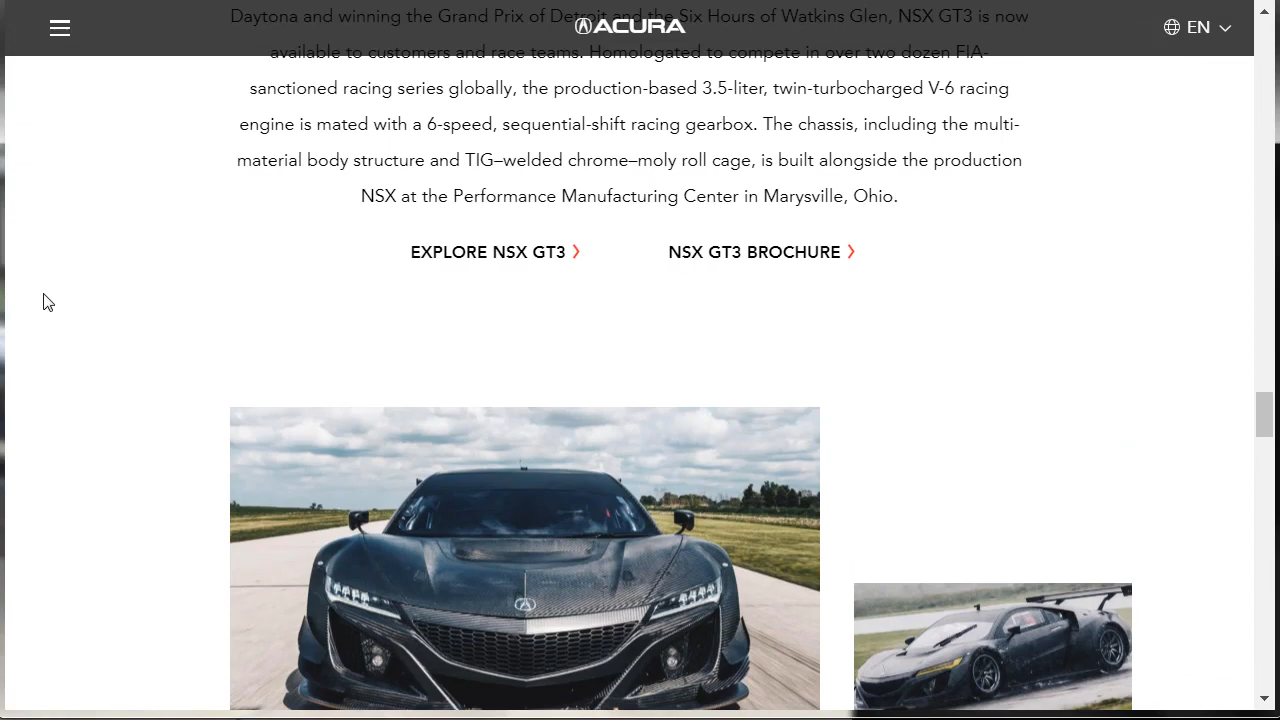 Daytona and winning the Grand Prix of Detroit and the Six Hours of Watkins Glen, NSX GT3 is now
ACURA
EN
available to customers and race teams. Homologated to compete in over two dozen FIA-
sanctioned racing series globally, the production-based 3.5-liter, twin-turbocharged V-6 racing
engine is mated with a 6-speed, sequential-shift racing gearbox. The chassis, including the multi-
material body structure and TIG–welded chrome–moly roll cage, is built alongside the production
NSX at the Performance Manufacturing Center in Marysville, Ohio.
EXPLORE NSX GT3
NSX GT3 BROCHURE